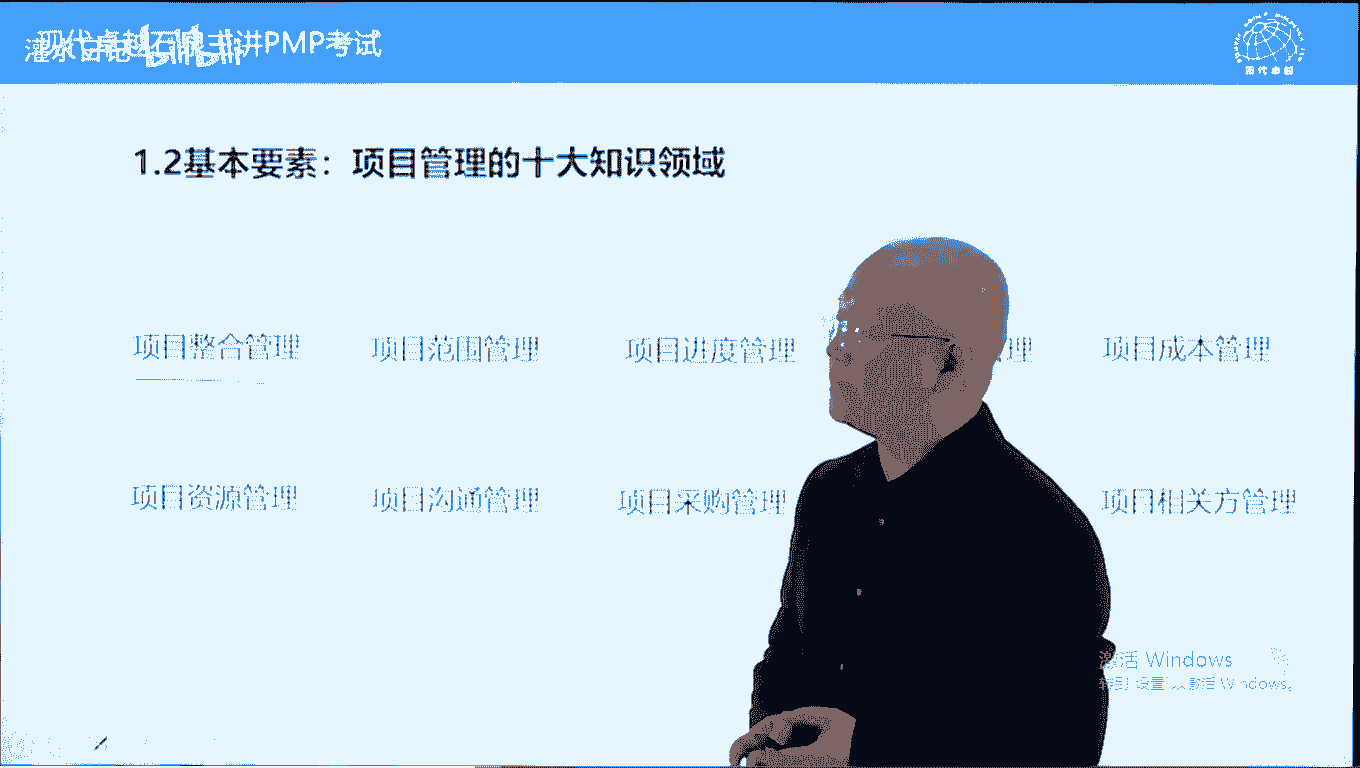 现代卓越石泉主讲PMP考试
bilibili
现代卓越
1.2基本要素：项目管理的十大知识领域
项目整合管理 项目范围管理 项目进度管理 理 项目成本管理
项目资源管理 项目沟通管理 项目采购管理 项目相关方管理
激活 Windows
转到"设置"以激活 Windows。